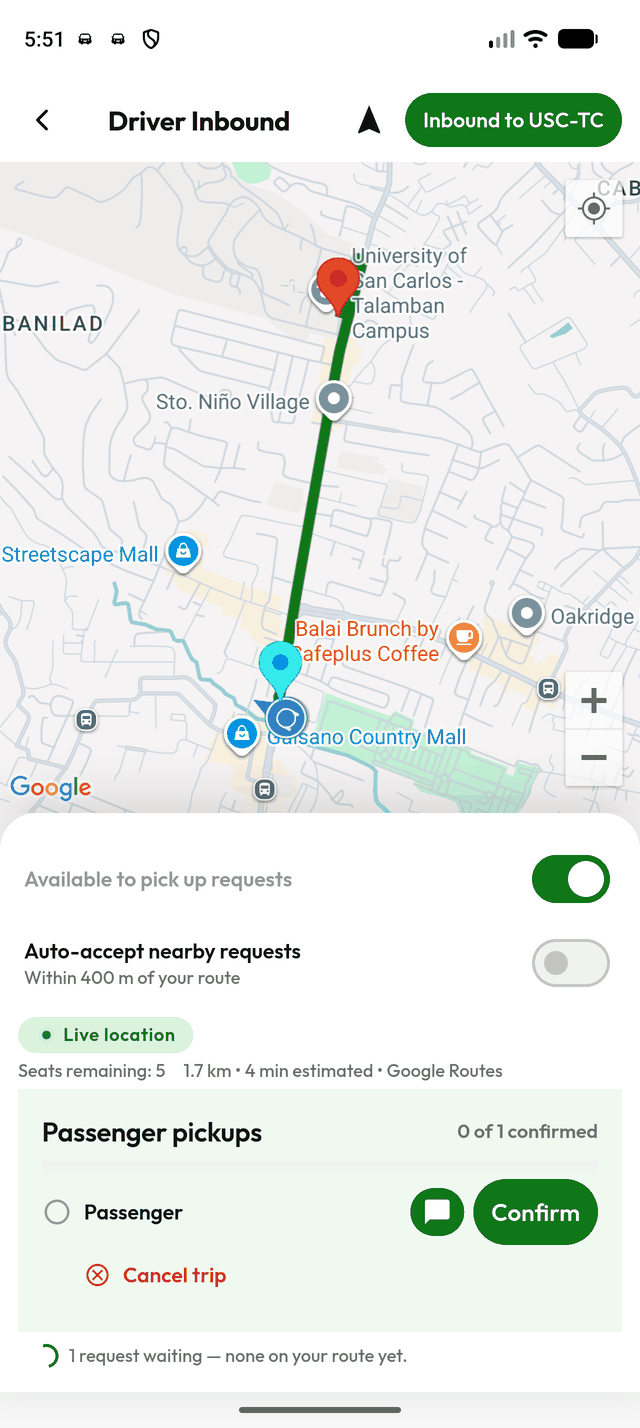 5:51
Driver Inbound
Inbound to USC-TC
CAB
University of
San Carlos -
Talamban
Campus
BANILAD
Sto. Niño Village
Streetscape Mall
Balai Brunch by
Cafeplus Coffee
Oakridge
Gaisano Country Mall
Google
Available to pick up requests
Auto-accept nearby requests
Within 400 m of your route
Live location
Seats remaining: 5 1.7 km • 4 min estimated • Google Routes
Passenger pickups
0 of 1 confirmed
Passenger
Confirm
Cancel trip
1 request waiting — none on your route yet.